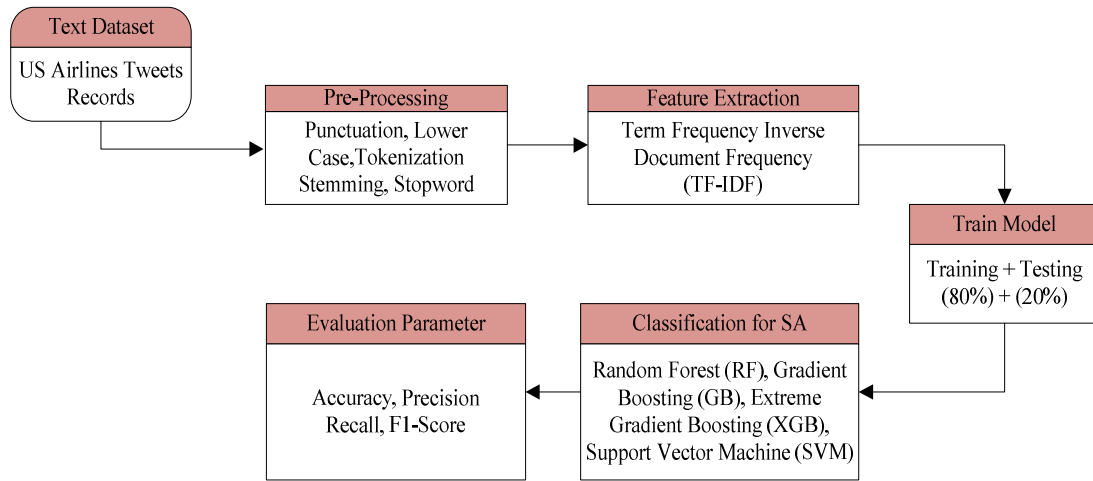 Text Dataset
US Airlines Tweets
Records
Pre-Processing
Punctuation, Lower
Case,Tokenization
Stemming, Stopword
Feature Extraction
Term Frequency Inverse
Document Frequency
(TF-IDF)
Train Model
Training + Testing
(80%) + (20%)
Classification for SA
Random Forest (RF), Gradient
Boosting (GB), Extreme
Gradient Boosting (XGB),
Support Vector Machine (SVM)
Evaluation Parameter
Accuracy, Precision
Recall, F1-Score